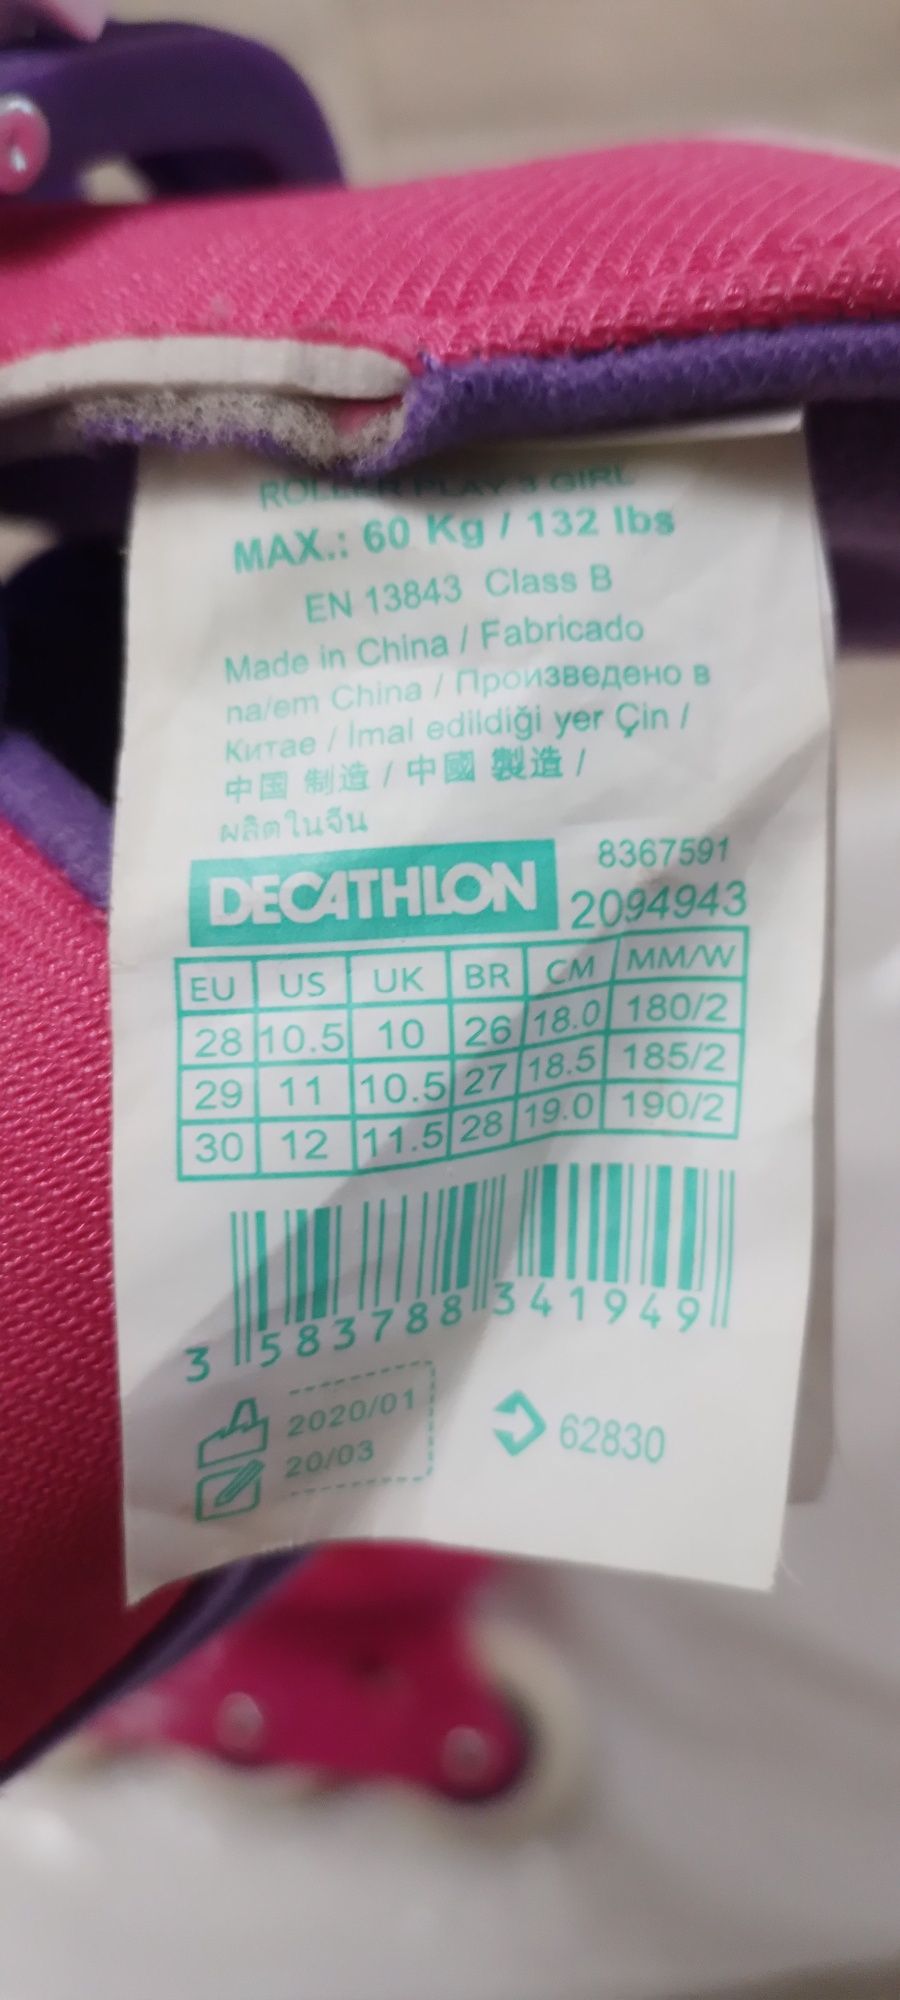 ROLLER PLAY 3 GIRL
MAX.: 60 Kg / 132 lbs
EN 13843 Class B
Made in China / Fabricado
na/em China / Произведено в
Китае / İmal edildiği yer Çin /
中国 制造 / 中國 製造 /
ผลิตในจีน
DECATHLON 8367591
2094943
EU US UK BR CM MM/W
28 10.5 10 26 18.0 180/2
29 11 10.5 27 18.5 185/2
30 12 11.5 28 19.0 190/2
3 583788 341949
2020/01
20/03
62830